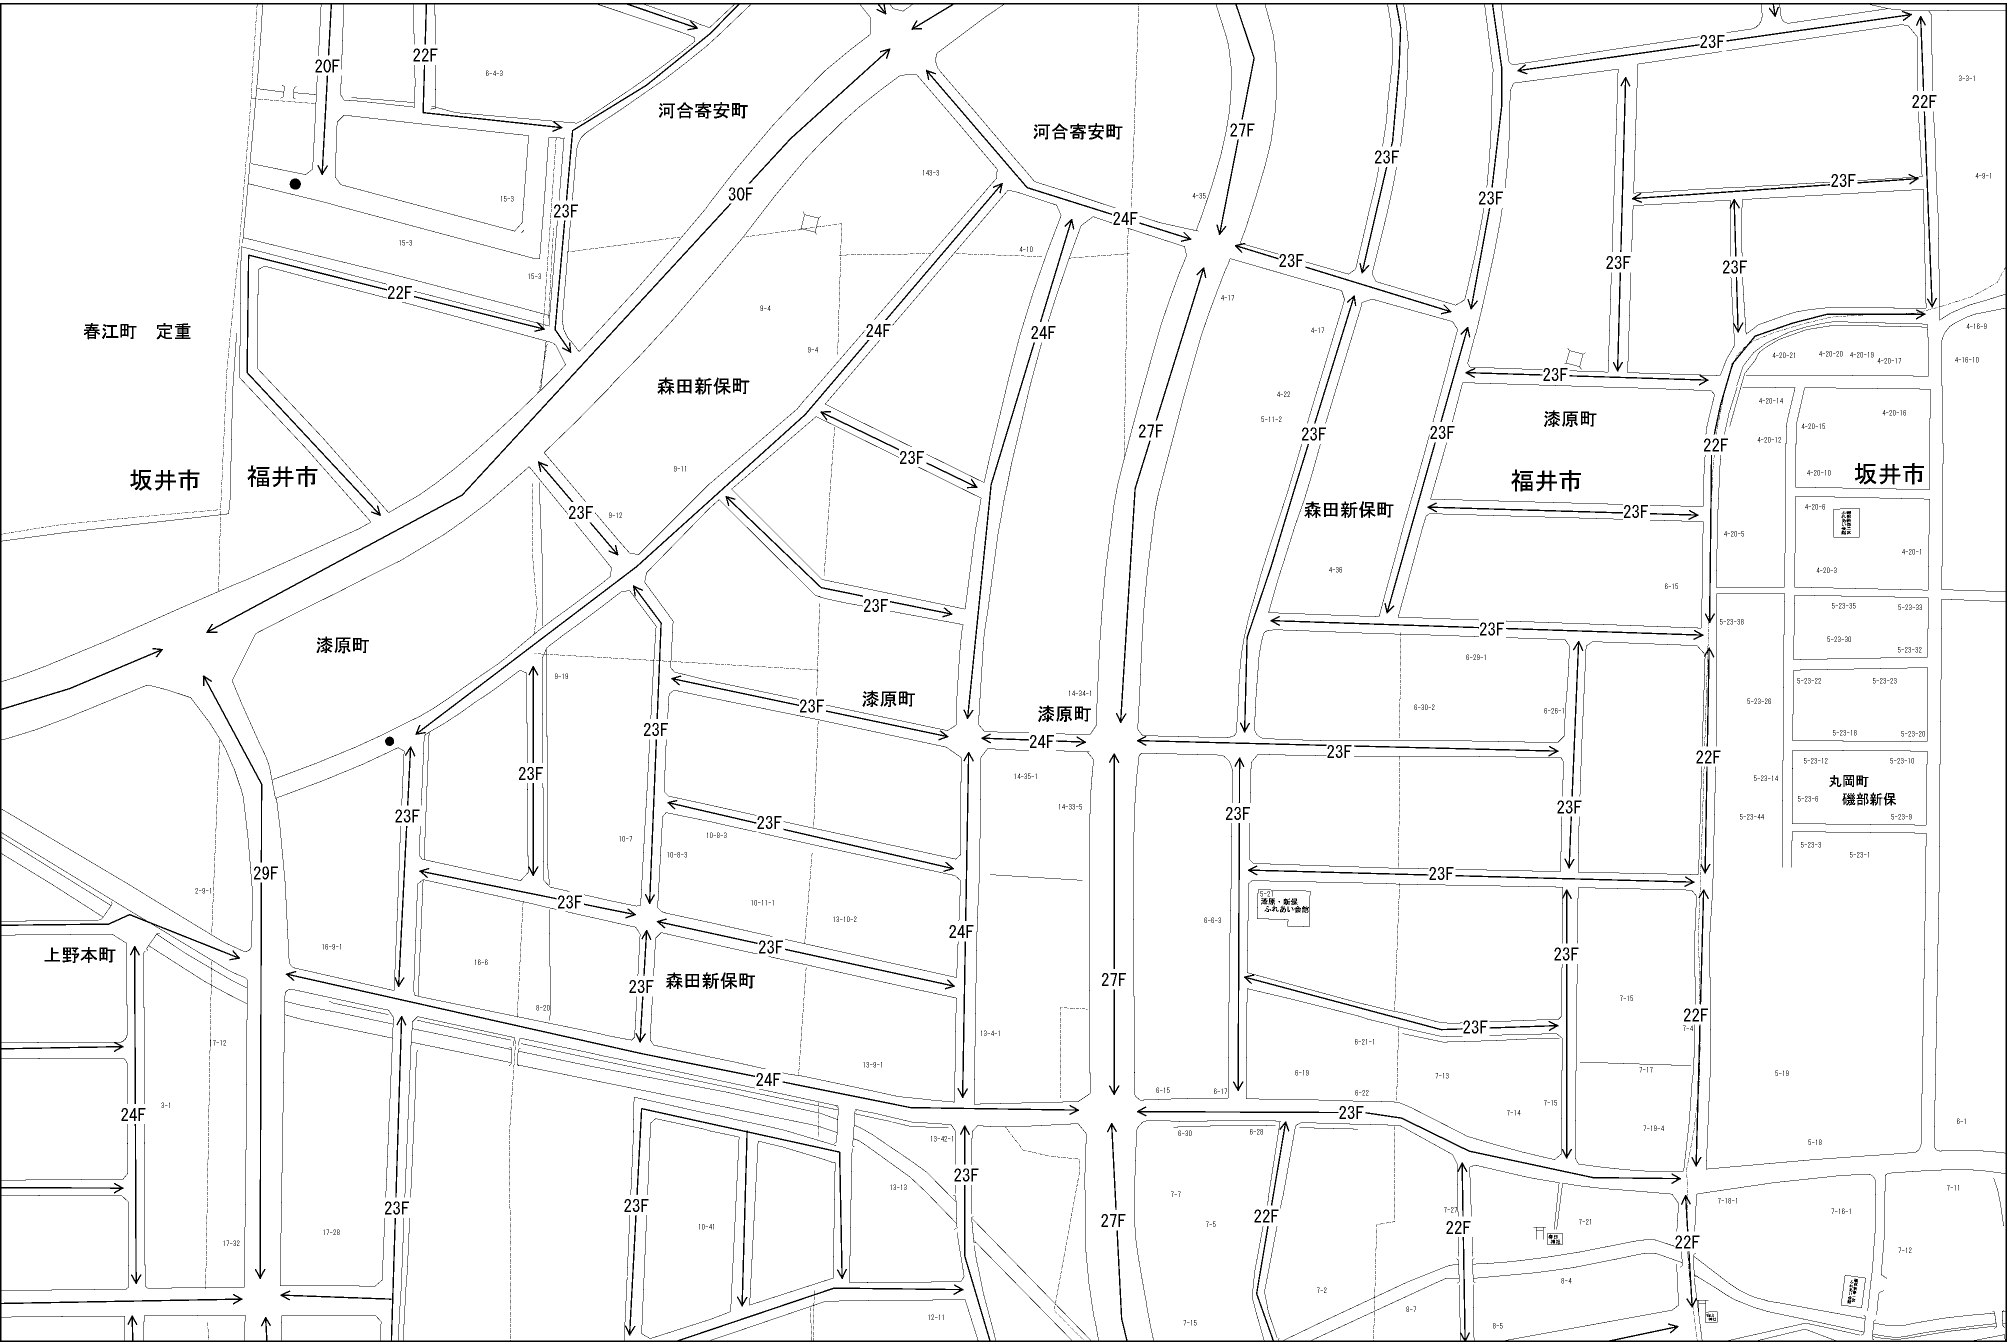 23F
20F
22F
6-4-3
3-3-1
22F
河合寄安町
河合寄安町
27F
23F
143-3
4-9-1
30F
15-3
4-35
23F
23F
23F
24F
15-3
4-10
23F
23F
23F
15-3
22F
4-17
9-4
4-17
春江町　定重
24F
24F
4-16-9
9-4
4-20-21
4-20-20
4-20-19
4-20-17
4-16-10
森田新保町
23F
4-22
4-20-14
4-20-16
5-11-2
漆原町
4-20-15
27F
23F
23F
22F
4-20-12
23F
9-11
4-20-10
坂井市
福井市
福井市
坂井市
23F
9-12
森田新保町
23F
4-20-6
4-20-5
4-20-1
4-36
4-20-3
6-15
23F
5-23-35
5-23-33
23F
5-23-38
漆原町
5-23-30
5-23-32
6-29-1
9-19
5-23-22
5-23-23
漆原町
14-34-1
5-23-26
23F
漆原町
6-30-2
6-26-1
23F
5-23-18
5-23-20
24F
23F
22F
5-23-12
5-23-10
23F
14-35-1
5-23-14
丸岡町
磯部新保
5-23-6
23F
14-33-5
23F
23F
5-23-44
5-23-9
23F
10-7
10-8-3
10-8-3
5-23-3
5-23-1
29F
23F
2-9-1
23F
10-11-1
5-21
漆原・新保
ふれあい会館
13-10-2
6-6-3
24F
16-9-1
23F
23F
上野本町
16-6
23F
森田新保町
27F
7-15
8-20
22F
7-4
17-12
13-4-1
23F
6-21-1
13-9-1
6-19
7-13
7-17
5-19
24F
6-15
6-17
6-22
3-1
24F
23F
7-14
7-15
6-1
7-19-4
13-42-1
6-30
6-28
5-18
23F
13-13
7-7
7-11
23F
23F
7-18-1
7-27
7-16-1
10-41
27F
7-5
22F
22F
7-21
17-28
17-32
22F
7-12
8-4
7-2
9-7
12-11
7-15
8-5